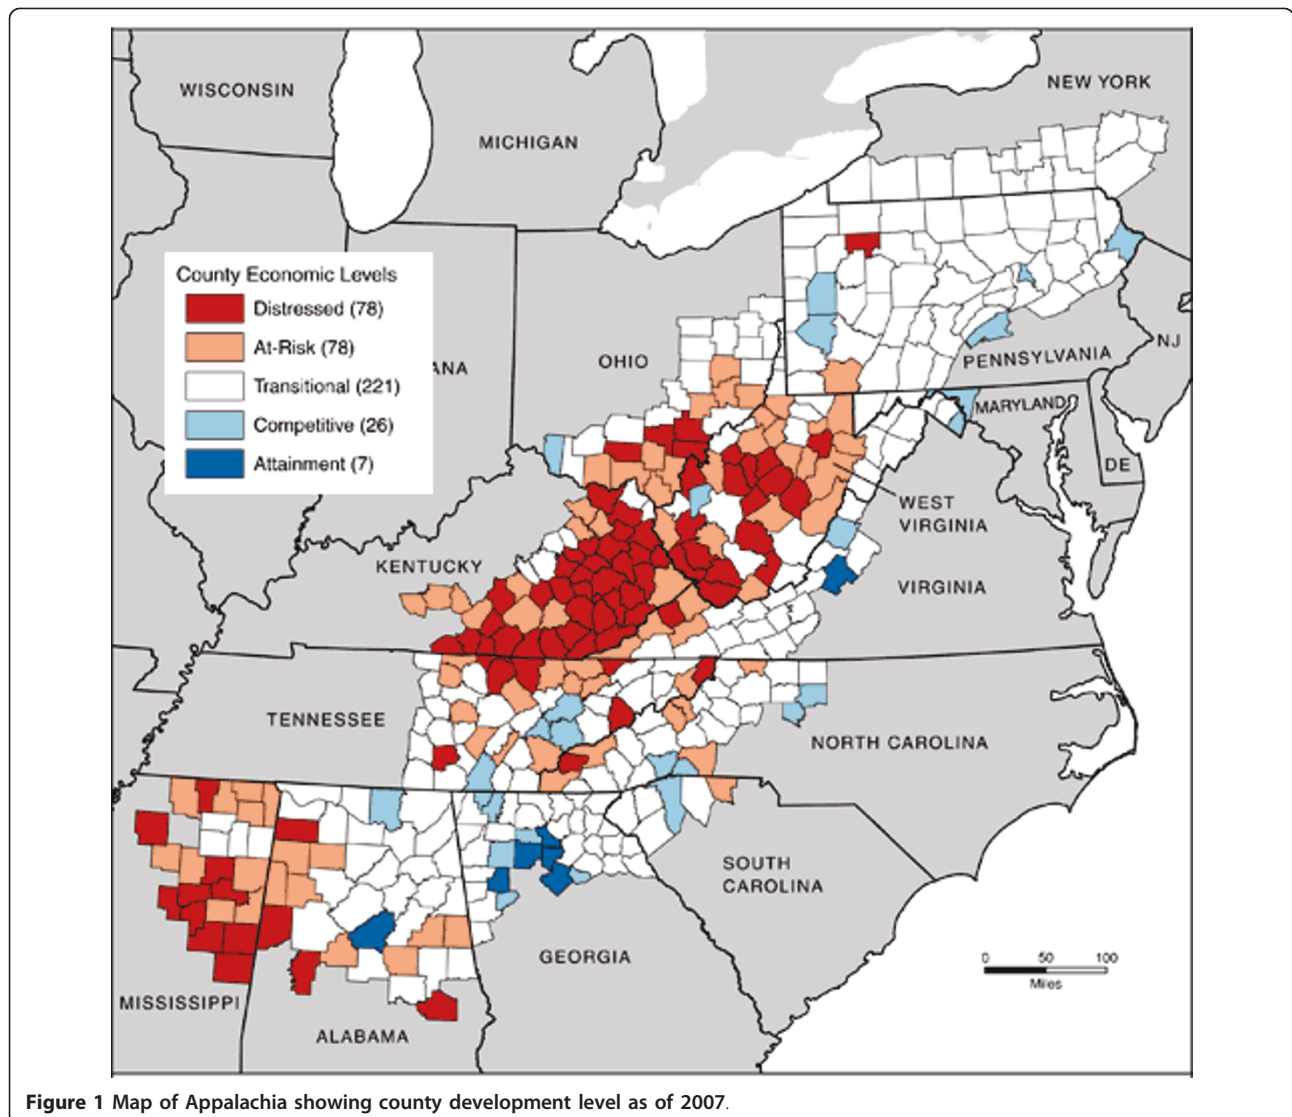 WISCONSIN
MICHIGAN
NEW YORK
County Economic Levels
Distressed (78)
At-Risk (78)
Transitional (221)
Competitive (26)
Attainment (7)
ANA
OHIO
PENNSYLVANIA
NJ
MARYLAND
DE
WEST
VIRGINIA
KENTUCKY
VIRGINIA
TENNESSEE
NORTH CAROLINA
SOUTH
CAROLINA
GEORGIA
0 50 100
Miles
MISSISSIPPI
ALABAMA
Figure 1 Map of Appalachia showing county development level as of 2007.